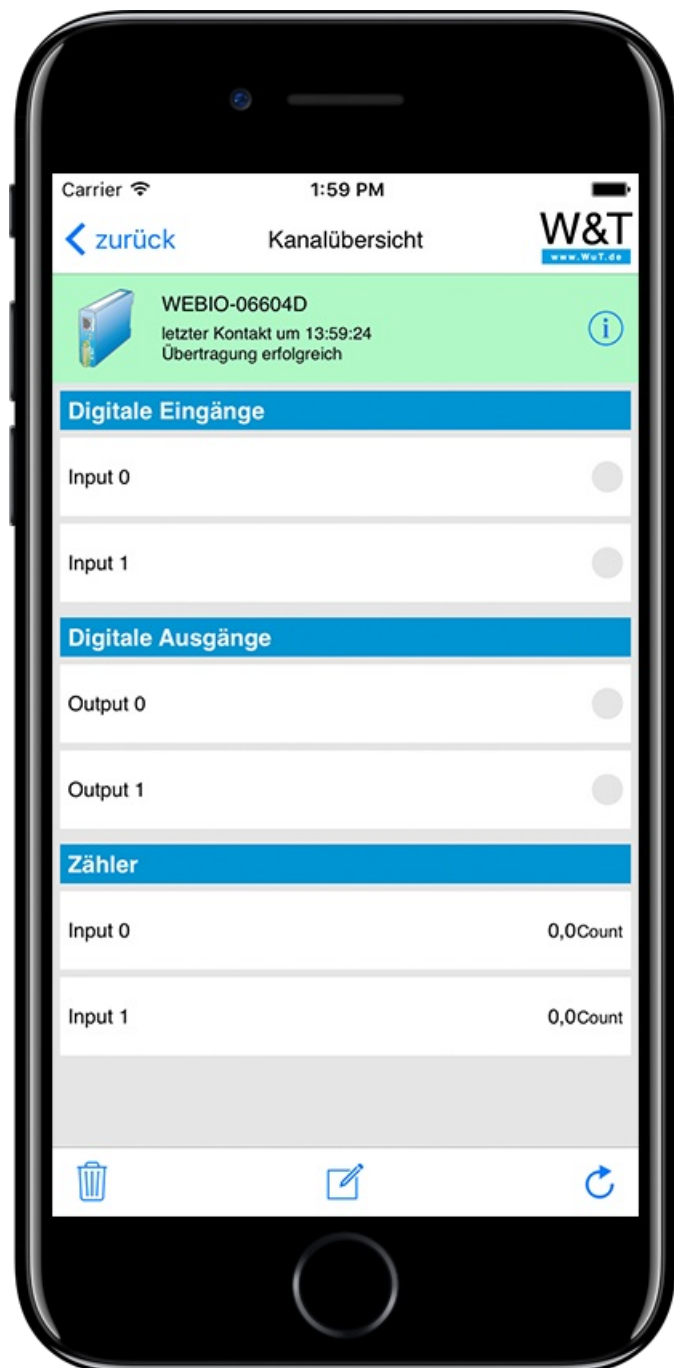 Carrier
1:59 PM
zurück
Kanalübersicht
W&T
www.WuT.de
WEBIO-06604D
letzter Kontakt um 13:59:24
Übertragung erfolgreich
Digitale Eingänge
Input 0
Input 1
Digitale Ausgänge
Output 0
Output 1
Zähler
Input 0 0,0Count
Input 1 0,0Count